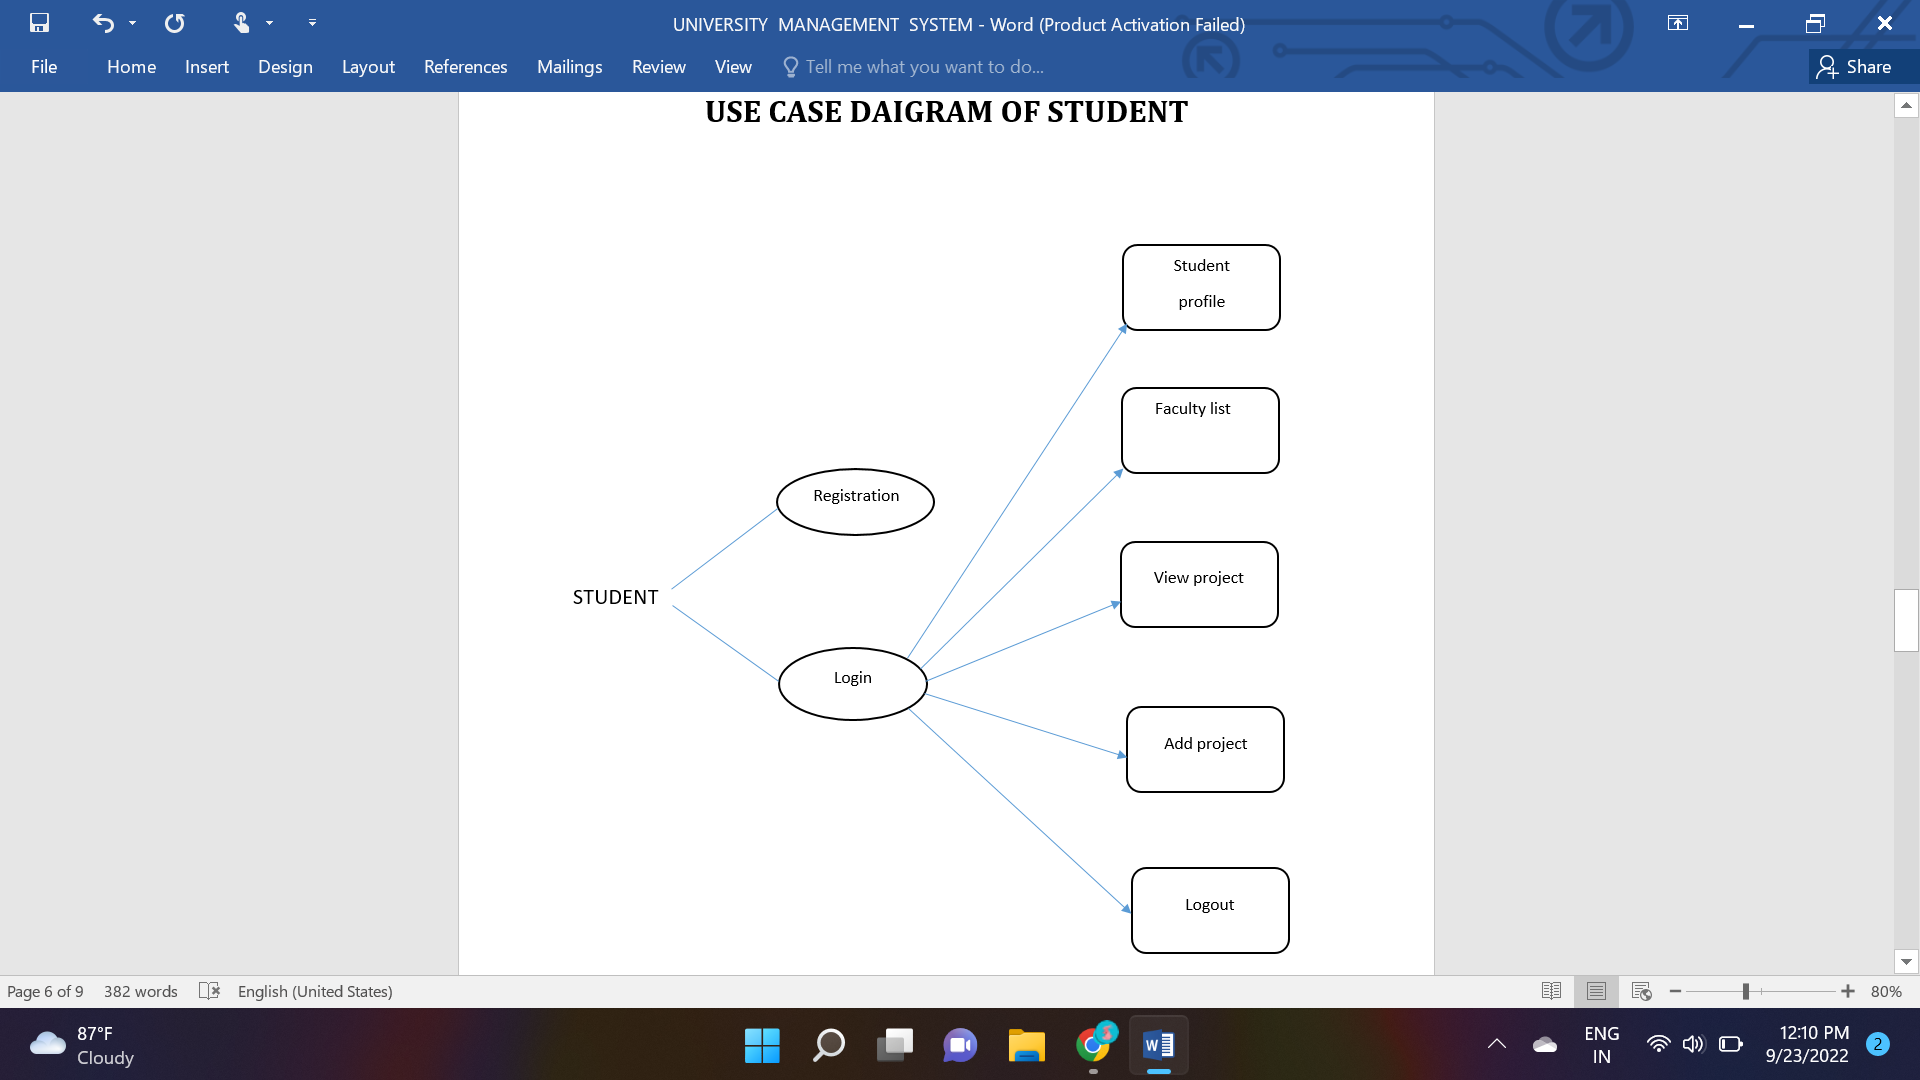 UNIVERSITY MANAGEMENT SYSTEM - Word (Product Activation Failed)
File Home Insert Design Layout References Mailings Review View Tell me what you want to do... Share
USE CASE DAIGRAM OF STUDENT
Student
profile
Faculty list
Registration
View project
STUDENT
Login
Add project
Logout
Page 6 of 9 382 words English (United States) 80%
87°F
Cloudy
W
ENG
IN
12:10 PM
9/23/2022
2